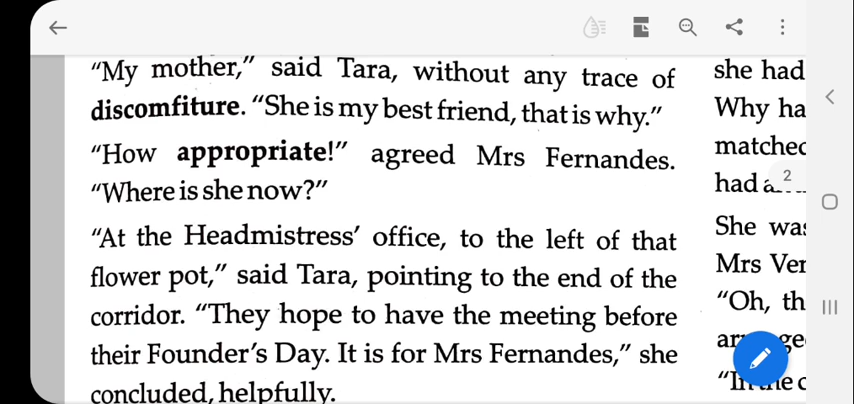 “My mother,” said Tara, without any trace of
discomfiture. “She is my best friend, that is why.”
“How appropriate!” agreed Mrs Fernandes.
“Where is she now?”
“At the Headmistress’ office, to the left of that
flower pot,” said Tara, pointing to the end of the
corridor. “They hope to have the meeting before
their Founder’s Day. It is for Mrs Fernandes,” she
concluded, helpfully.
she had
Why ha
matched
had
2
She was
Mrs Ver
“Oh, th